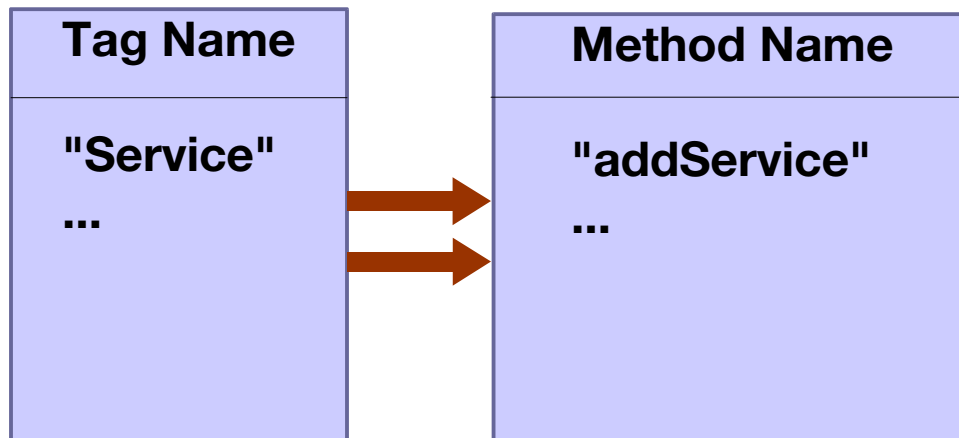 Tag Name
"Service"
...
Method Name
"addService"
...